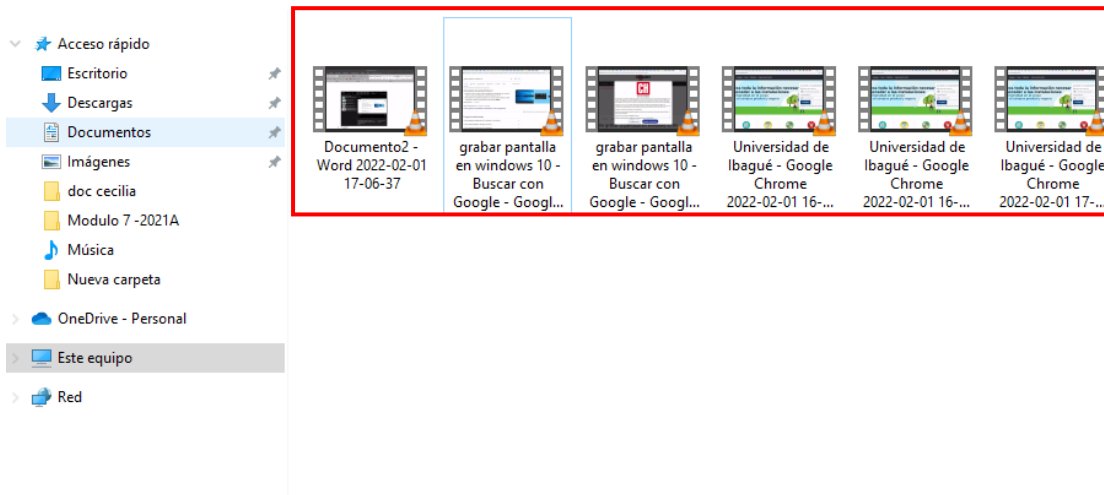 Acceso rápido
Escritorio
Descargas
Documentos
Imágenes
doc cecilia
Modulo 7 -2021A
Música
Nueva carpeta
OneDrive - Personal
Este equipo
Red
Documento2 -
Word 2022-02-01
17-06-37
grabar pantalla
en windows 10 -
Buscar con
Google - Googl...
grabar pantalla
en windows 10 -
Buscar con
Google - Googl...
Universidad de
Ibagué - Google
Chrome
2022-02-01 16-...
Universidad de
Ibagué - Google
Chrome
2022-02-01 16-...
Universidad de
Ibagué - Google
Chrome
2022-02-01 17-...